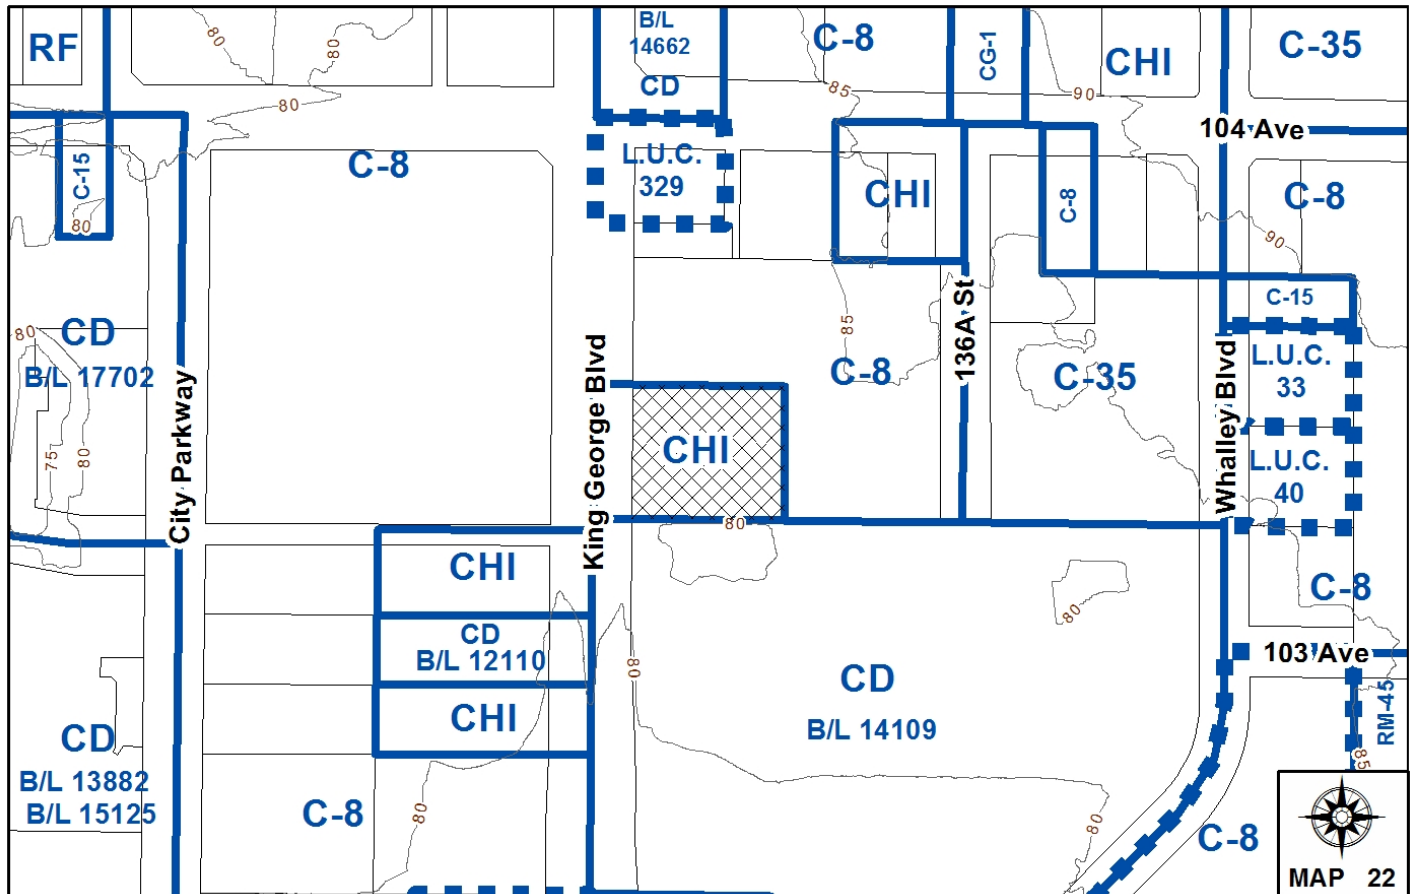 RF
80
80
B/L
14662
CD
C-8
CG-1
CHI
C-35
80
85
90
104 Ave
C-15
80
C-8
L.U.C.
329
CHI
C-8
C-8
90
80
CD
B/L 17702
75
80
City Parkway
King George Blvd
CHI
80
85
C-8
136A St
C-35
Whalley Blvd
C-15
L.U.C.
33
L.U.C.
40
CHI
CD
B/L 12110
CHI
80
80
C-8
103 Ave
CD
B/L 14109
RM-45
85
CD
B/L 13882
B/L 15125
C-8
80
80
C-8
MAP 22